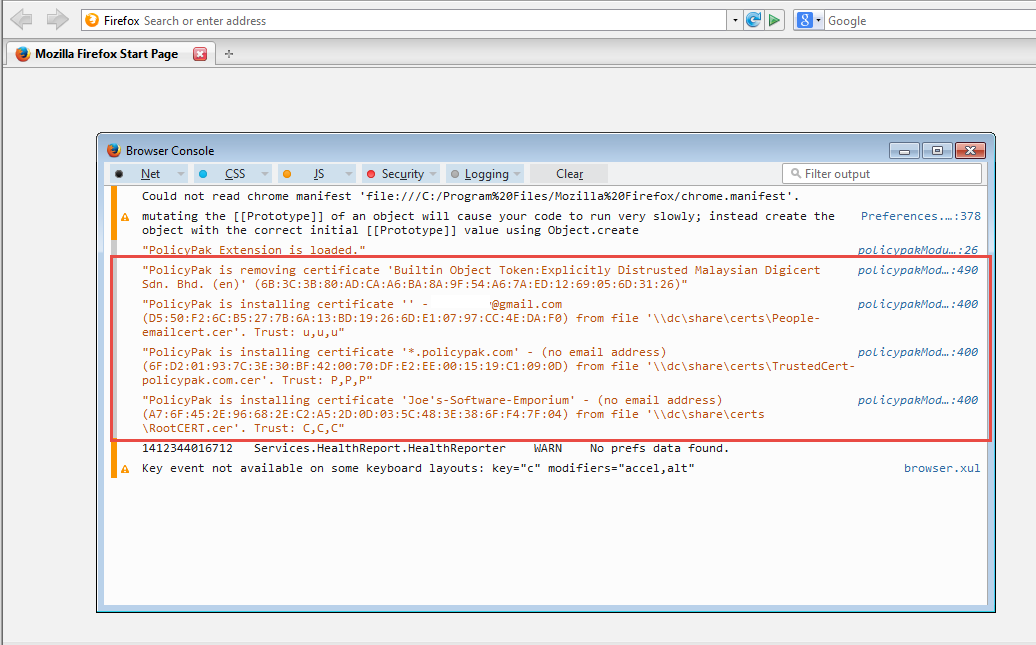 Firefox Search or enter address
8 Google
Mozilla Firefox Start Page
Browser Console
Net CSS JS Security Logging Clear Filter output
Could not read chrome manifest 'file:///C:/Program%20Files/Mozilla%20Firefox/chrome.manifest'.
mutating the [[Prototype]] of an object will cause your code to run very slowly; instead create the Preferences.…:378
object with the correct initial [[Prototype]] value using Object.create
"PolicyPak Extension is loaded." policypakModu…:26
"PolicyPak is removing certificate 'Builtin Object Token:Explicitly Distrusted Malaysian Digicert policypakMod…:490
Sdn. Bhd. (en)' (6B:3C:3B:80:AD:CA:A6:BA:8A:9F:54:A6:7A:ED:12:69:05:6D:31:26)"
"PolicyPak is installing certificate '' - @gmail.com policypakMod…:400
(D5:50:F2:6C:B5:27:7B:6A:13:BD:19:26:6D:E1:07:97:CC:4E:DA:F0) from file '\\dc\share\certs\People-
emailcert.cer'. Trust: u,u,u"
"PolicyPak is installing certificate '*.policypak.com' - (no email address) policypakMod…:400
(6F:D2:01:93:7C:3E:30:BF:42:00:70:DF:E2:EE:00:15:19:C1:09:0D) from file '\\dc\share\certs\TrustedCert-
policypak.com.cer'. Trust: P,P,P"
"PolicyPak is installing certificate 'Joe's-Software-Emporium' - (no email address) policypakMod…:400
(A7:6F:45:2E:96:68:2E:C2:A5:2D:0D:03:5C:48:3E:38:6F:F4:7F:04) from file '\\dc\share\certs
\RootCERT.cer'. Trust: C,C,C"
1412344016712 Services.HealthReport.HealthReporter WARN No prefs data found.
Key event not available on some keyboard layouts: key="c" modifiers="accel,alt" browser.xul